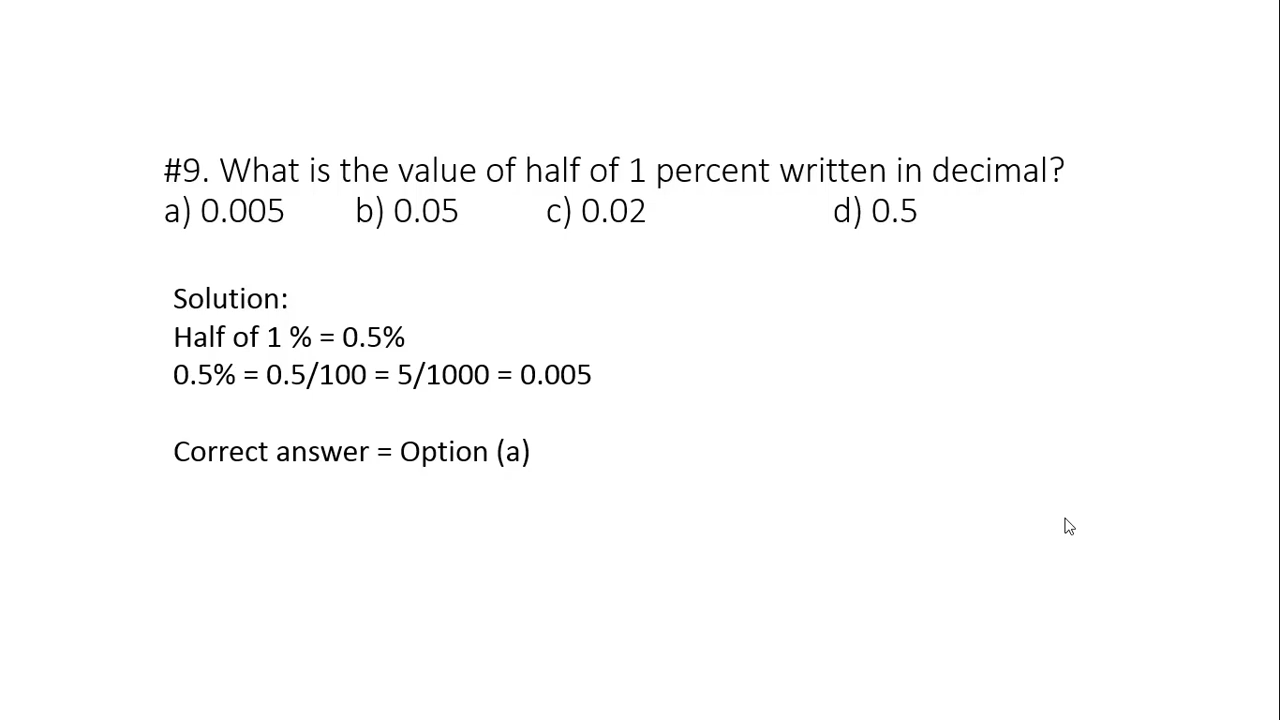 #9. What is the value of half of 1 percent written in decimal?
a) 0.005 b) 0.05 c) 0.02 d) 0.5
Solution:
Half of 1 % = 0.5%
0.5% = 0.5/100 = 5/1000 = 0.005
Correct answer = Option (a)